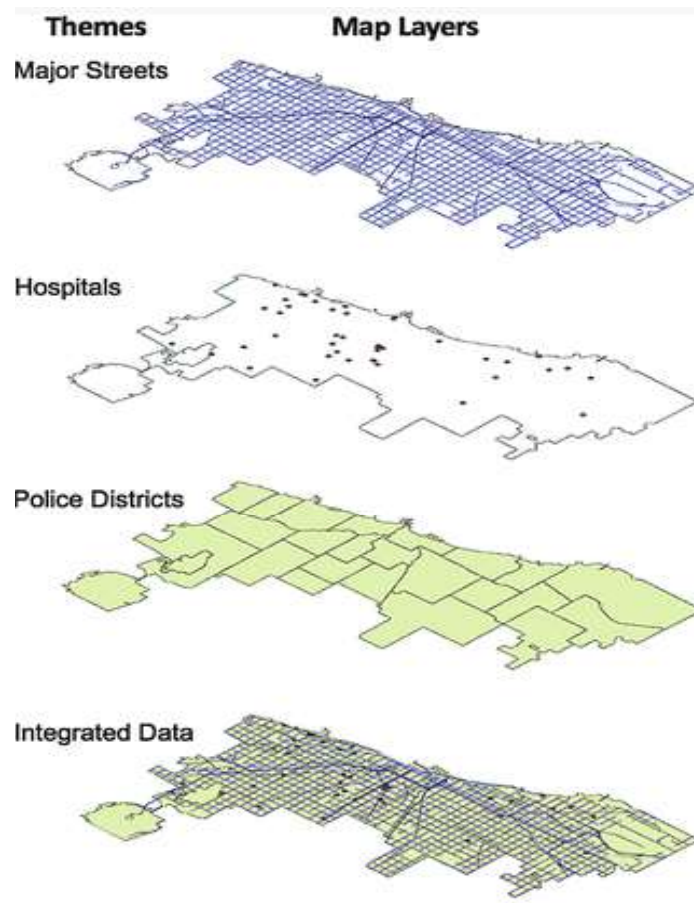 Themes Map Layers
Major Streets
Hospitals
Police Districts
Integrated Data